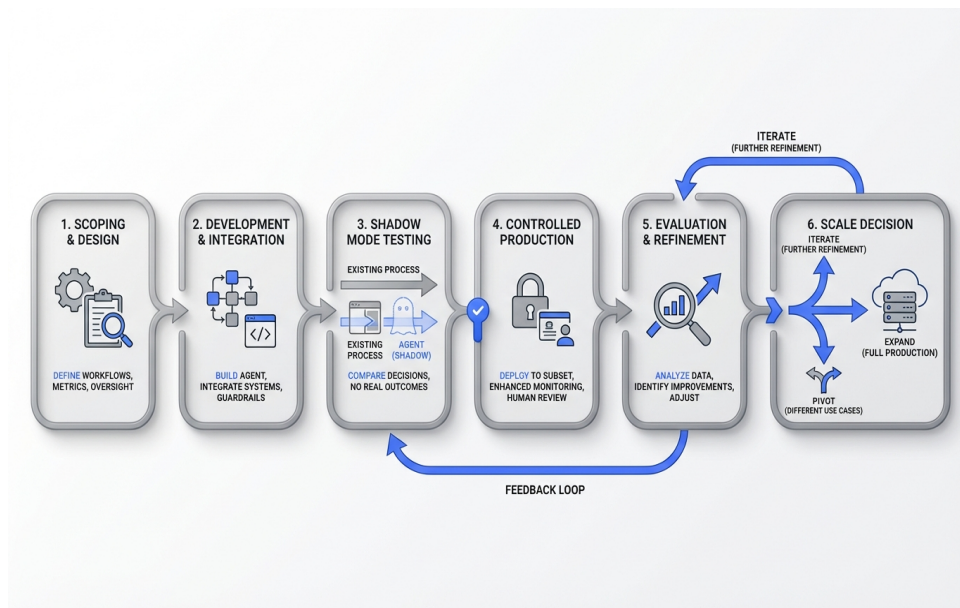 ITERATE
(FURTHER REFINEMENT)
1. SCOPING
& DESIGN
DEFINE WORKFLOWS,
METRICS, OVERSIGHT
2. DEVELOPMENT
& INTEGRATION
</>
BUILD AGENT,
INTEGRATE SYSTEMS,
GUARDRAILS
3. SHADOW
MODE TESTING
EXISTING PROCESS
EXISTING
PROCESS
AGENT
(SHADOW)
COMPARE DECISIONS,
NO REAL OUTCOMES
4. CONTROLLED
PRODUCTION
DEPLOY TO SUBSET,
ENHANCED MONITORING,
HUMAN REVIEW
5. EVALUATION
& REFINEMENT
ANALYZE DATA,
IDENTIFY IMPROVEMENTS,
ADJUST
6. SCALE DECISION
ITERATE
(FURTHER REFINEMENT)
EXPAND
(FULL PRODUCTION)
PIVOT
(DIFFERENT USE CASES)
FEEDBACK LOOP